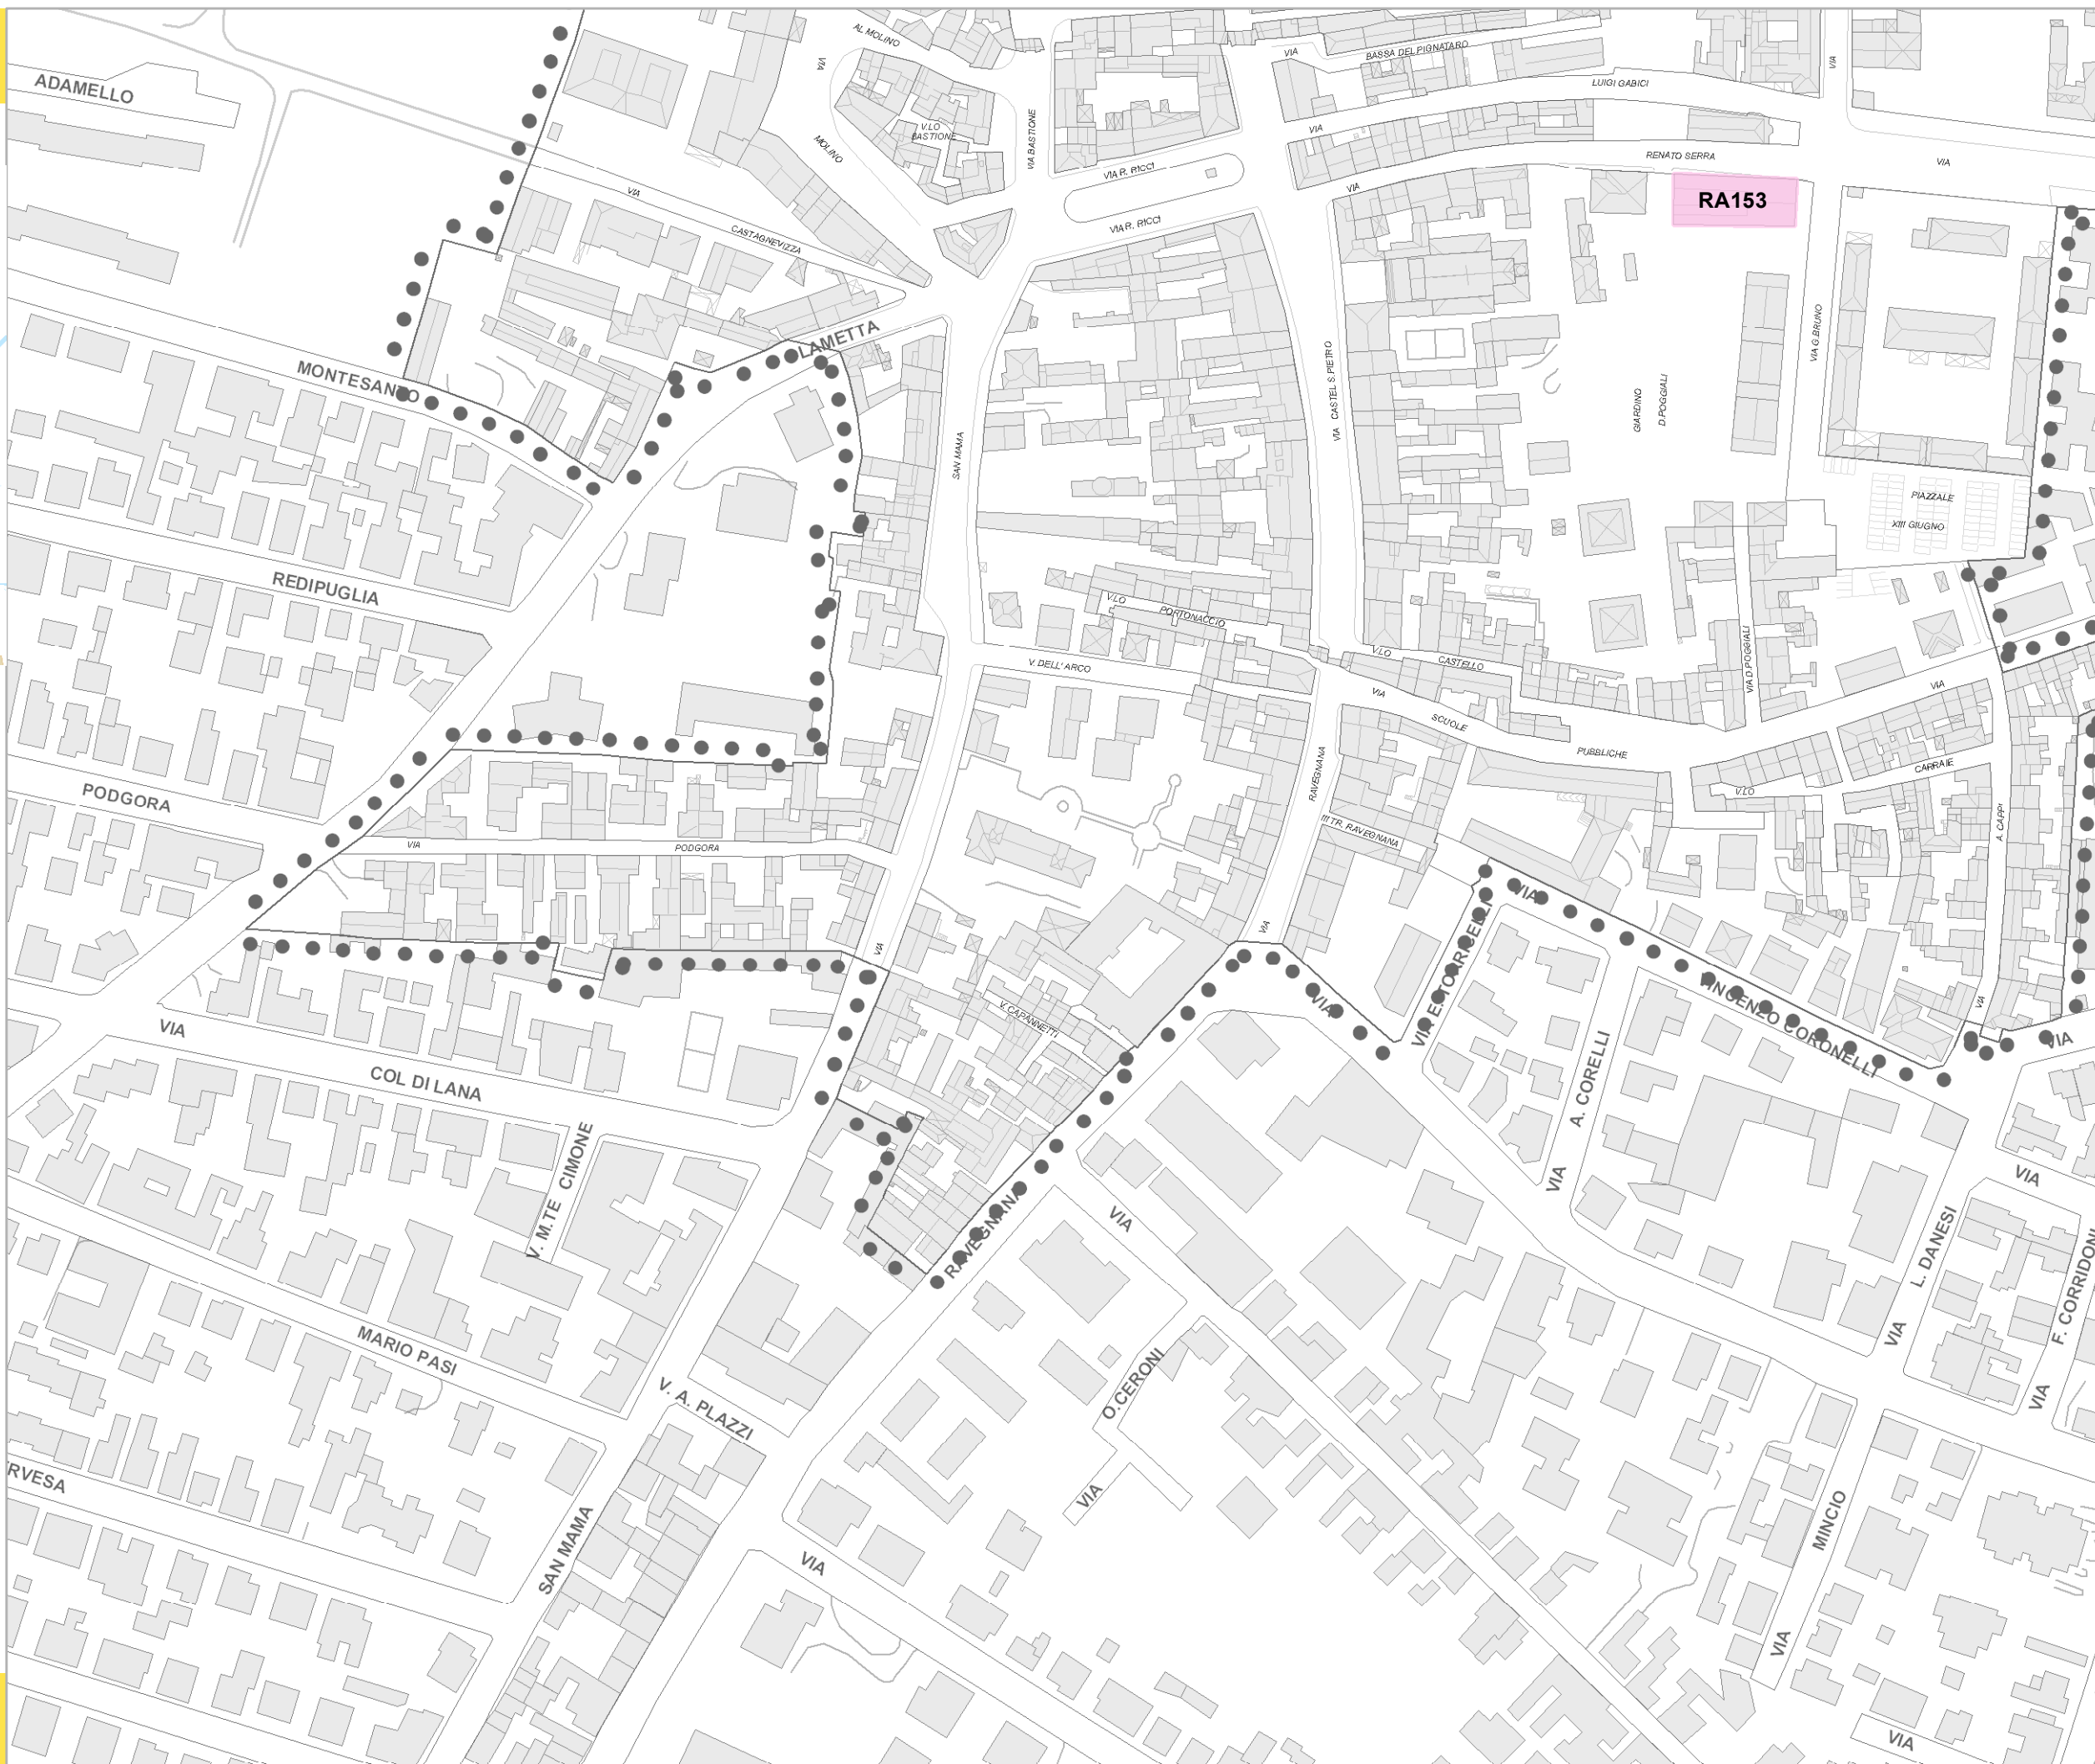 AL MOLINO
VIA
BASSA DEL PIGNATARO
VIA
VIA
LUIGI GABICI
ADAMELLO
V.LO
BASTIONE
VIA BASTIONE
MOLINO
VIA
RENATO SERRA
VIA
VIA R. RICCI
VIA
VIA
RA153
VIA R. RICCI
CASTAGNEVIZZA
LAMETTA
MONTESANTO
VIA G.BRUNO
VIA CASTEL S.PIETRO
GIARDINO
D.POGGIALI
SAN MAMA
PIAZZALE
XIII GIUGNO
REDIPUGLIA
V.LO
PORTONACCIO
V. DELL' ARCO
V.LO
CASTELLO
VIA D.POGGIALI
VIA
VIA
SCUOLE
PUBBLICHE
CARRAIE
V.LO
RAVEGNANA
PODGORA
III TR. RAVEGNANA
A. CAPPI
VIA
PODGORA
VIA
VIA
VIA
VIA E.TORRICELLI
VINCENZO CORONELLI
VIA
VIA
VIA
V. CAPANNETTI
VIA
COL DI LANA
A. CORELLI
VIA
V. M.TE CIMONE
VIA
RAVEGNANA
VIA
L. DANESI
VIA
F. CORRIDONI
VIA
MARIO PASI
O.CERONI
VIA
V. A. PLAZZI
RVESA
SAN MAMA
VIA
MINCIO
VIA
VIA